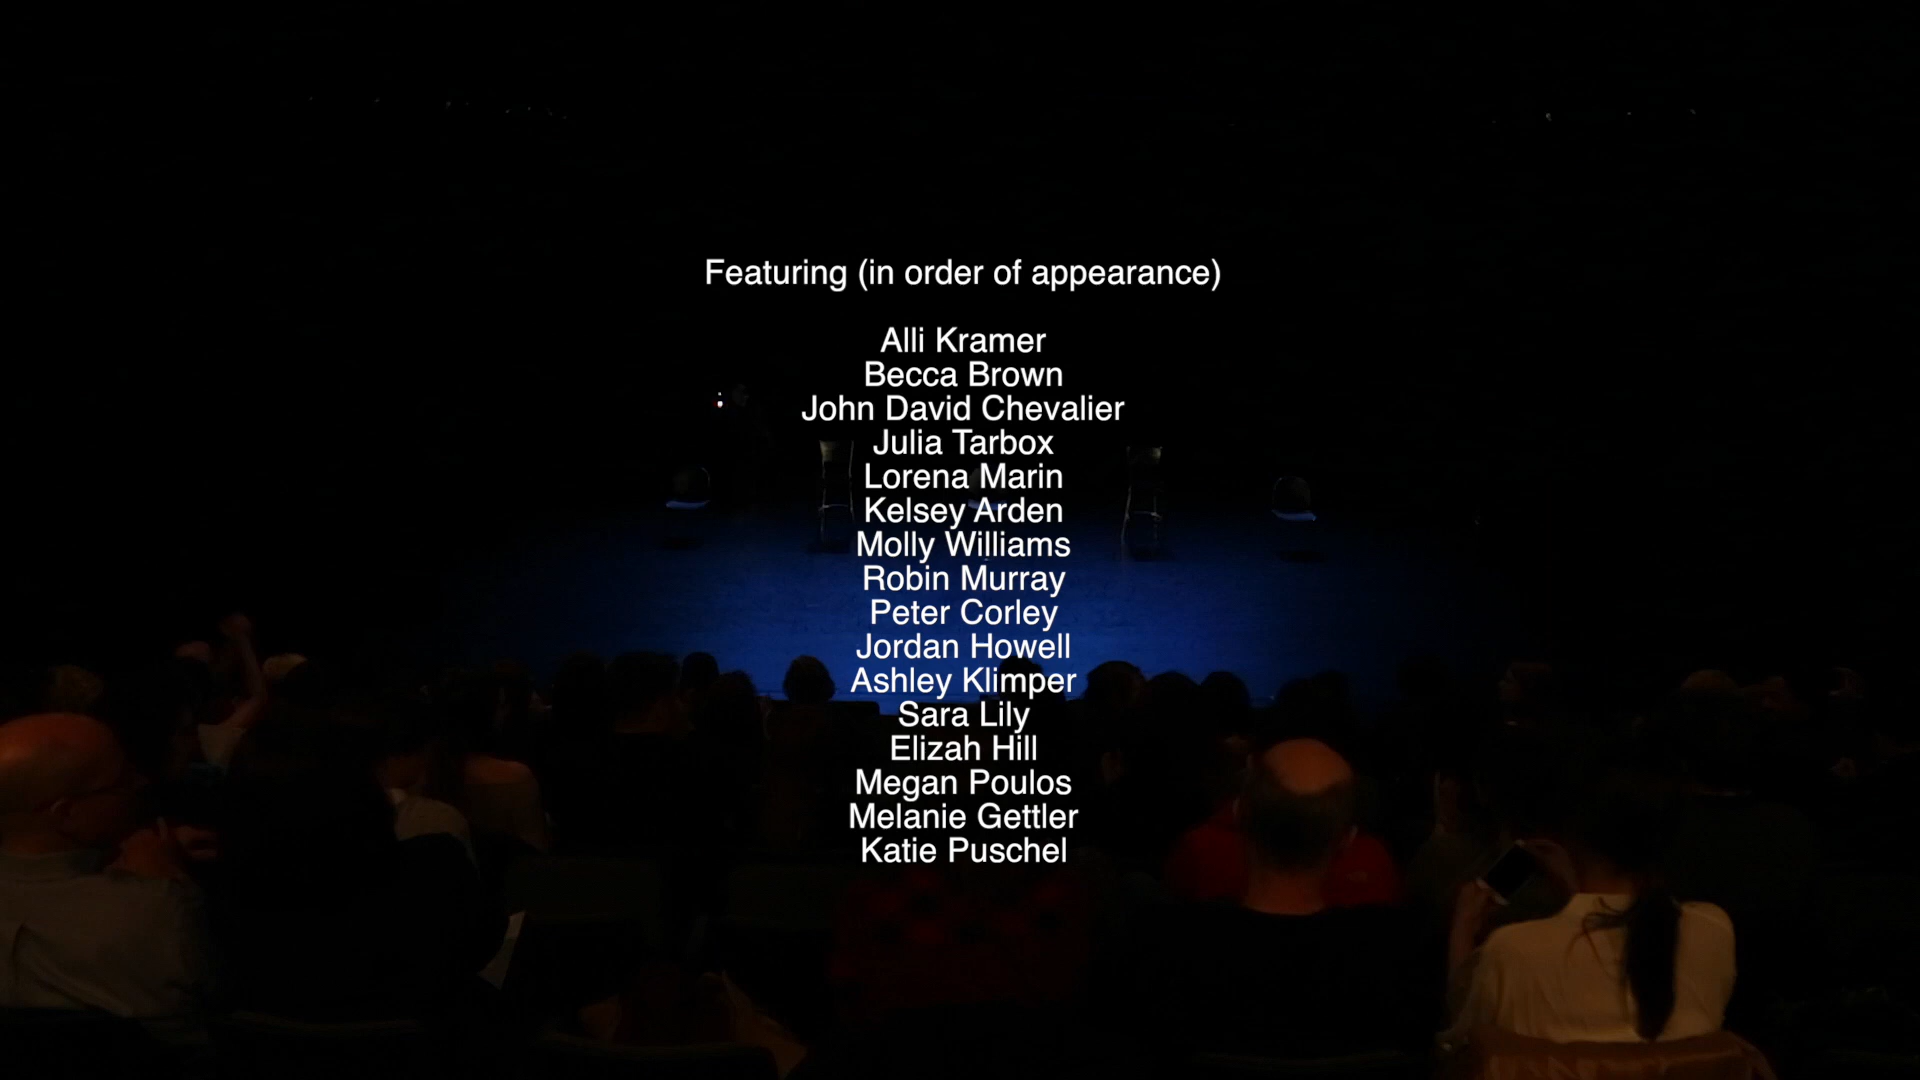 Featuring (in order of appearance)
Alli Kramer
Becca Brown
John David Chevalier
Julia Tarbox
Lorena Marin
Kelsey Arden
Molly Williams
Robin Murray
Peter Corley
Jordan Howell
Ashley Klimper
Sara Lily
Elizah Hill
Megan Poulos
Melanie Gettler
Katie Puschel